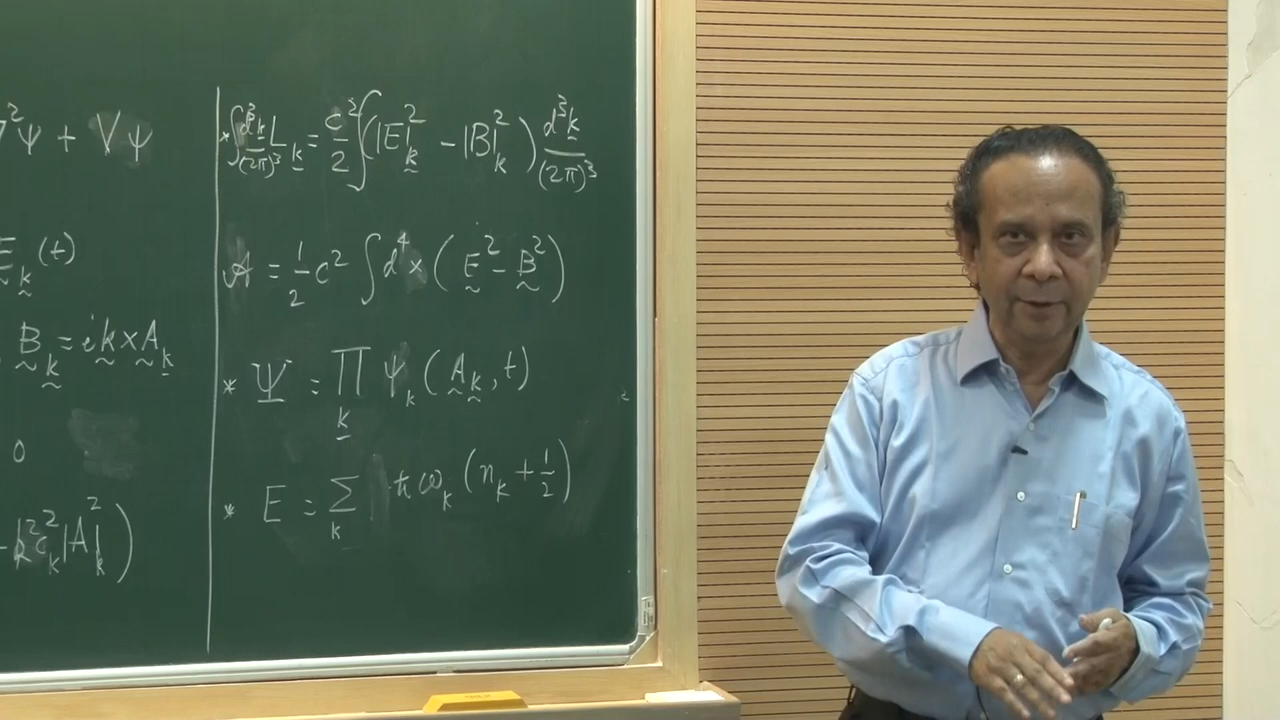 ∇²ψ + Vψ
E_k (t)
B_k = ik × A_k
0
- k²c²_k |A|²_k )
* ∫ d³k/(2π)³ L_k = c²/2 ∫ (|E|²_k - |B|²_k ) d³k/(2π)³
A = 1/2 c² ∫ d⁴x ( E² - B² )
* Ψ = ∏_k ψ_k ( A_k , t )
* E = ∑_k ħω_k ( n_k + 1/2 )